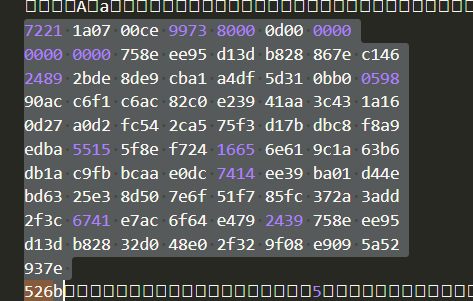 □□□□A□a□□□□□□□□□□□□□□□□□□□□□□□□□□□□□□□□□
7221 1a07 00ce 9973 8000 0d00 0000
0000 0000 758e ee95 d13d b828 867e c146
2489 2bde 8de9 cba1 a4df 5d31 0bb0 0598
90ac c6f1 c6ac 82c0 e239 41aa 3c43 1a16
0d27 a0d2 fc54 2ca5 75f3 d17b dbc8 f8a9
edba 5515 5f8e f724 1665 6e61 9c1a 63b6
db1a c9fb bcaa e0dc 7414 ee39 ba01 d44e
bd63 25e3 8d50 7e6f 51f7 85fc 372a 3add
2f3c 6741 e7ac 6f64 e479 2439 758e ee95
d13d b828 32d0 48e0 2f32 9f08 e909 5a52
937e
526b□□□□□□□□□□□□□□□□□□□□□5□□□□□□□□□□□□□